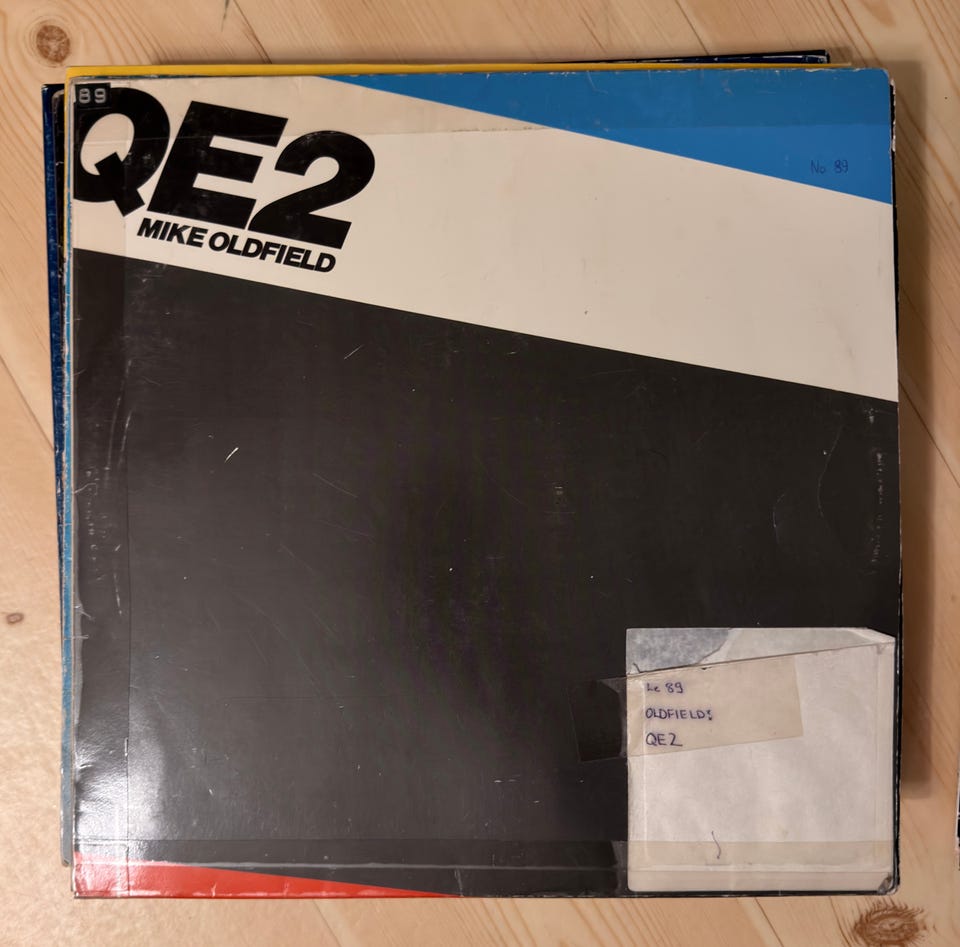 89
QE2
MIKE OLDFIELD
No 89
Le 89
OLDFIELD:
QE2